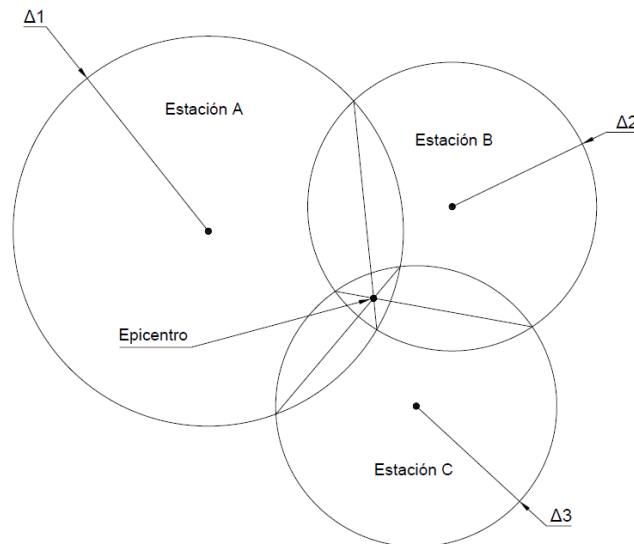 Δ1
Estación A
Δ2
Estación B
Epicentro
Estación C
Δ3